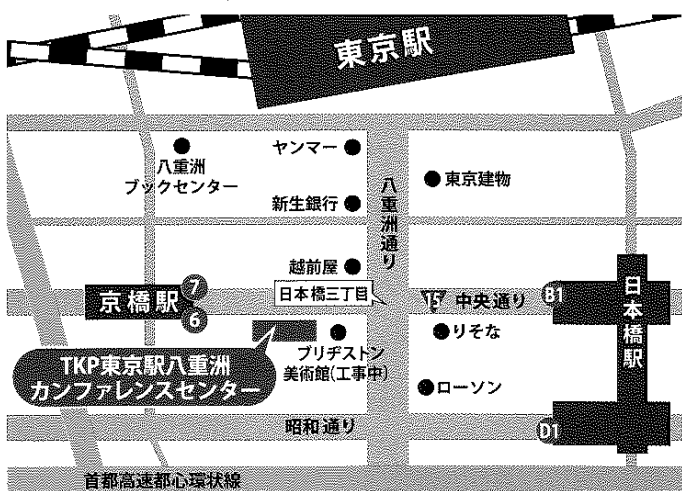 東京駅
ヤンマー
八重洲
ブックセンター
東京建物
八重洲通り
新生銀行
越前屋
日本橋三丁目
京橋駅
7
6
15
中央通り
B1
日本橋駅
りそな
ブリヂストン
美術館(工事中)
TKP東京駅八重洲
カンファレンスセンター
ローソン
昭和通り
D1
首都高速都心環状線